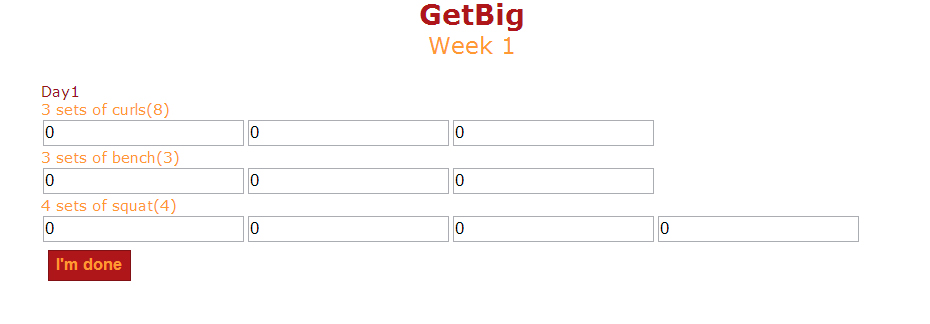 GetBig
Week 1
Day1
3 sets of curls(8)
0 0 0
3 sets of bench(3)
0 0 0
4 sets of squat(4)
0 0 0 0
I'm done